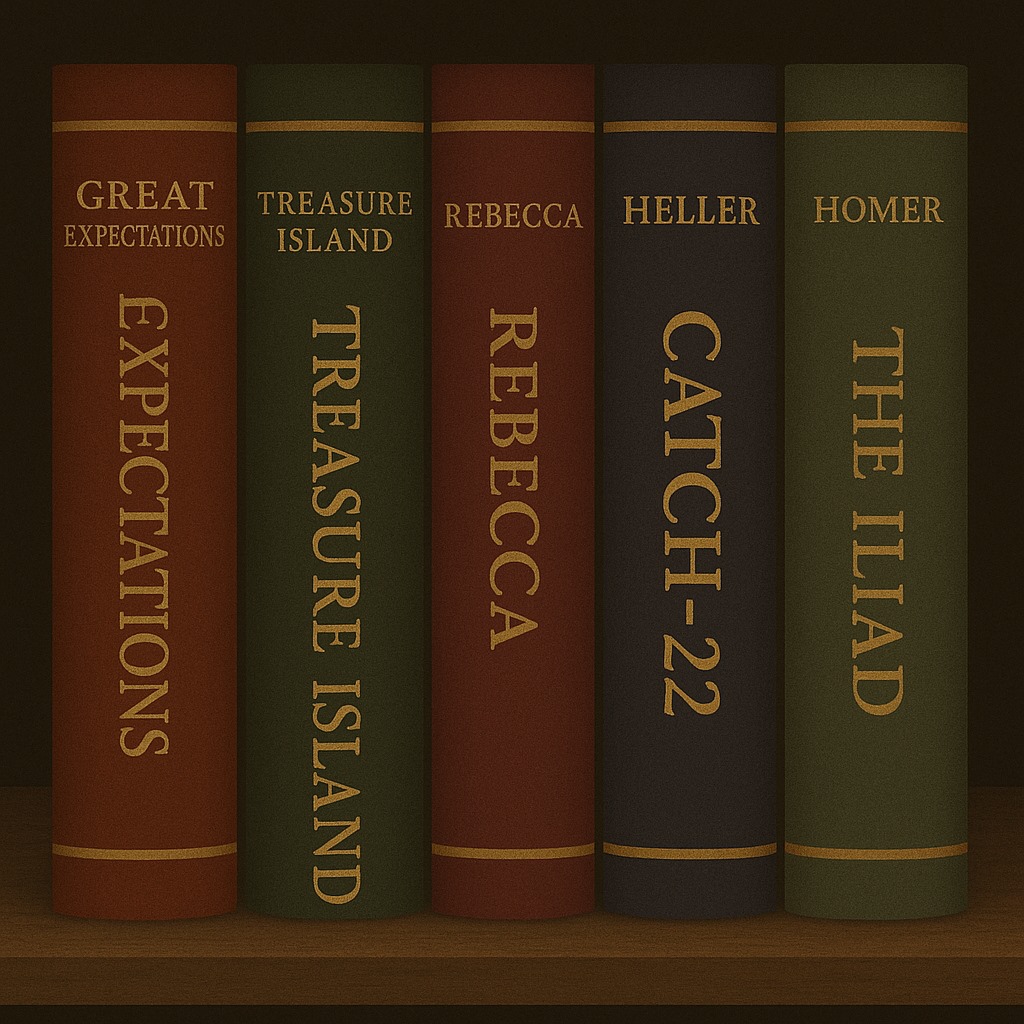 GREAT
EXPECTATIONS
EXPECTATIONS
TREASURE
ISLAND
TREASURE ISLAND
REBECCA
REBECCA
HELLER
CATCH-22
HOMER
THE ILIAD